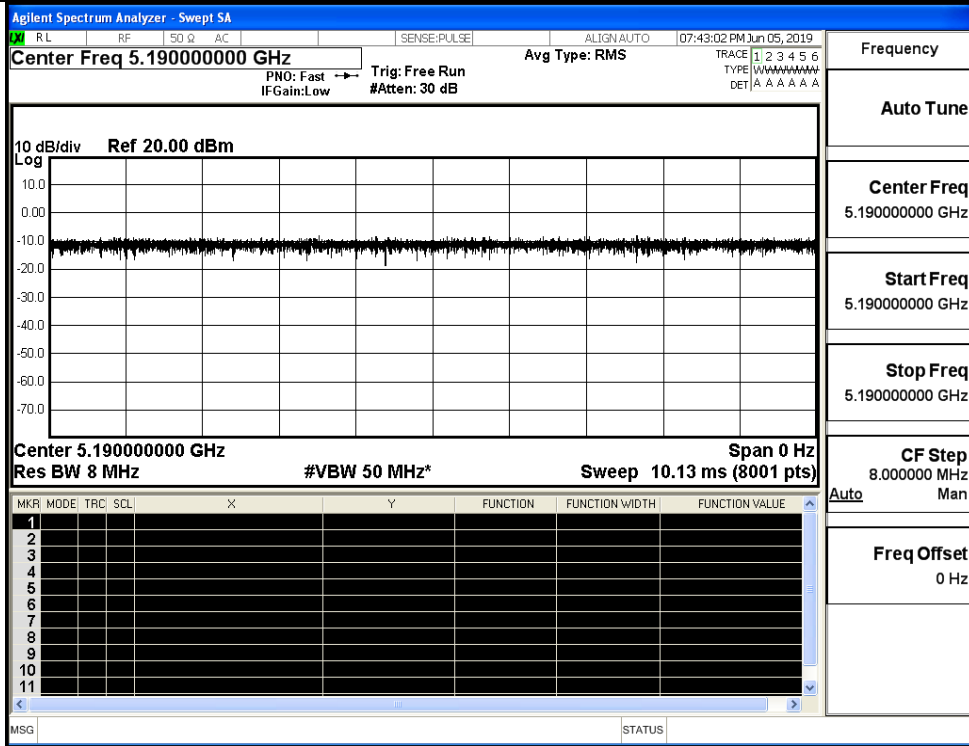 Agilent Spectrum Analyzer - Swept SA
LXI RL RF 50 Ω AC SENSE:PULSE ALIGN AUTO 07:43:02 PM Jun 05, 2019
Center Freq 5.190000000 GHz Avg Type: RMS TRACE 1 2 3 4 5 6
PNO: Fast Trig: Free Run TYPE WWWWWW
IFGain:Low #Atten: 30 dB DET A A A A A A
10 dB/div Ref 20.00 dBm
Log
10.0
0.00
-10.0
-20.0
-30.0
-40.0
-50.0
-60.0
-70.0
Center 5.190000000 GHz Span 0 Hz
Res BW 8 MHz #VBW 50 MHz* Sweep 10.13 ms (8001 pts)
MKR MODE TRC SCL X Y FUNCTION FUNCTION WIDTH FUNCTION VALUE
1
2
3
4
5
6
7
8
9
10
11
MSG STATUS
Frequency
Auto Tune
Center Freq
5.190000000 GHz
Start Freq
5.190000000 GHz
Stop Freq
5.190000000 GHz
CF Step
8.000000 MHz
Auto Man
Freq Offset
0 Hz